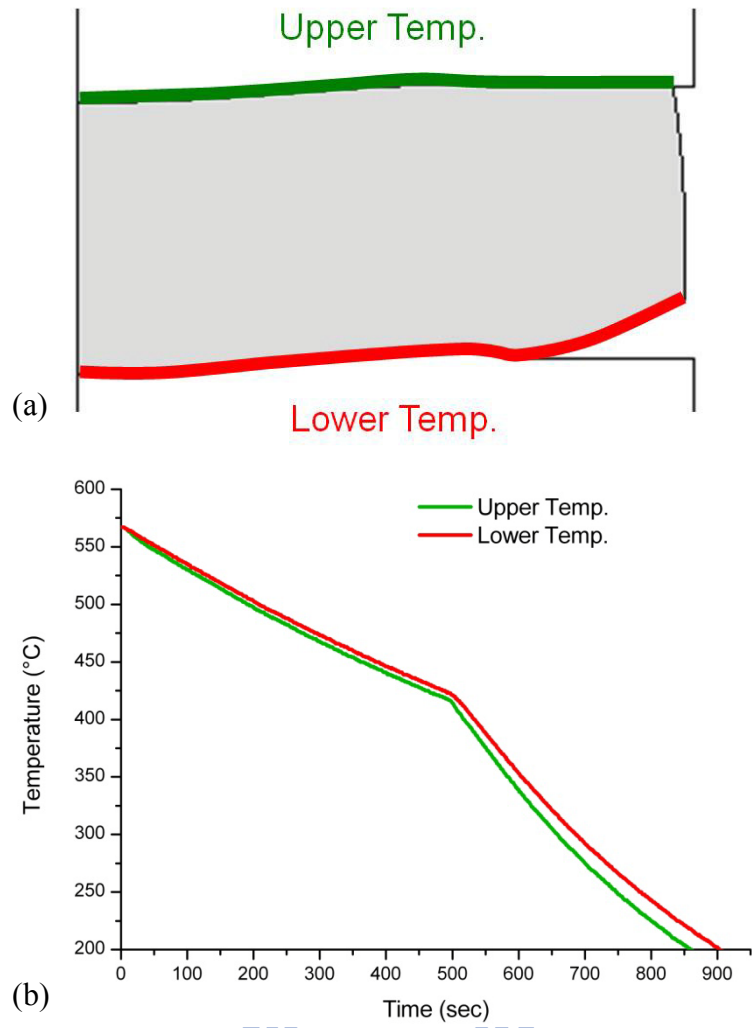 Upper Temp.
(a)
Lower Temp.
600
550
500
450
400
350
300
250
200
Temperature (°C)
Upper Temp.
Lower Temp.
0 100 200 300 400 500 600 700 800 900
(b)
Time (sec)